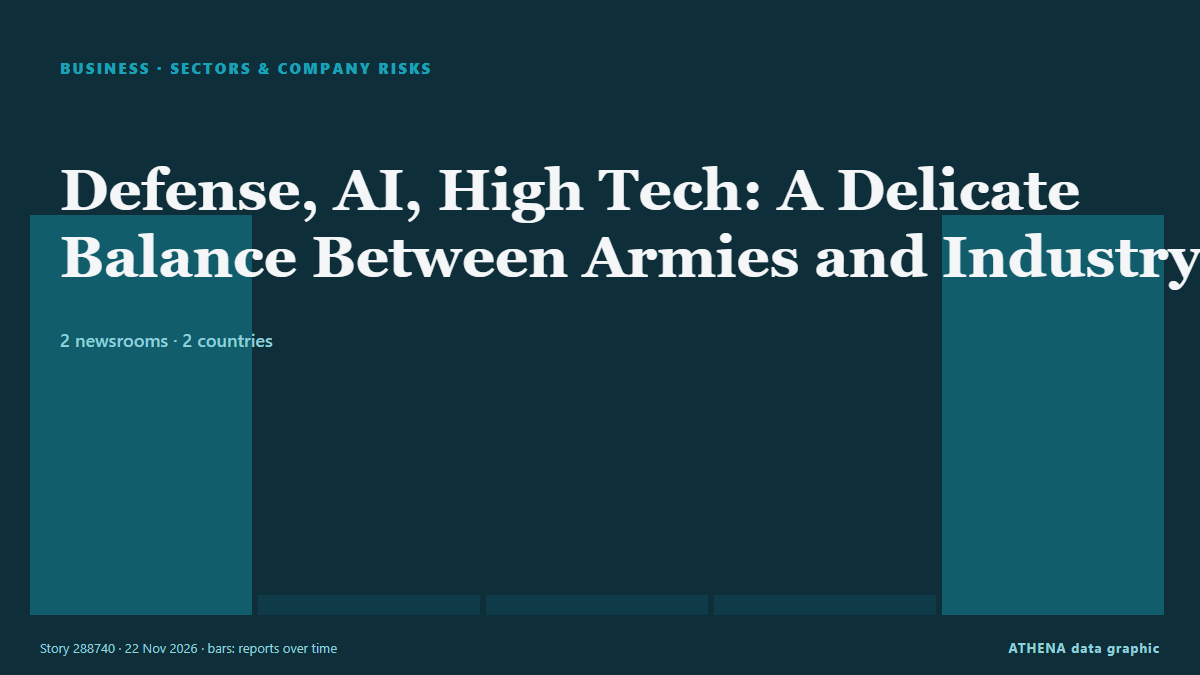 BUSINESS · SECTORS & COMPANY RISKS
Defense, AI, High Tech: A Delicate
Balance Between Armies and Industry
2 newsrooms · 2 countries
Story 288740 · 22 Nov 2026 · bars: reports over time
ATHENA data graphic